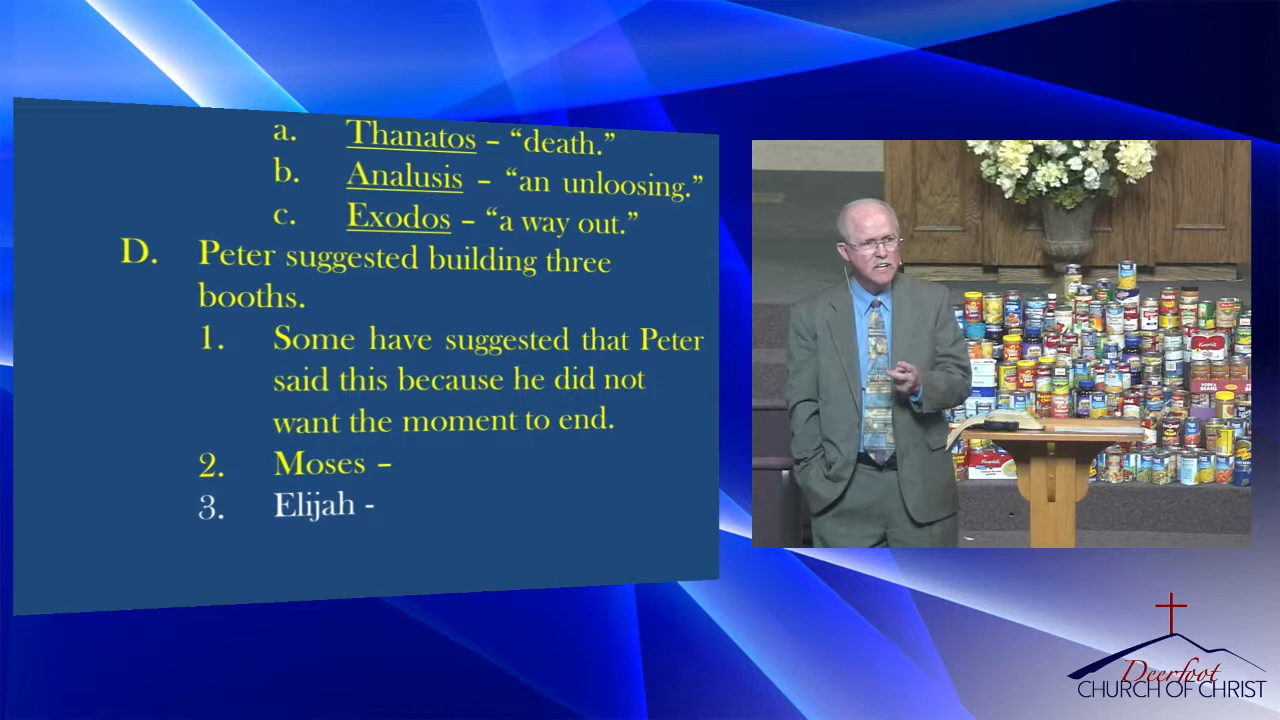 a. Thanatos – “death.”
b. Analusis – “an unloosing.”
c. Exodos – “a way out.”
D. Peter suggested building three
booths.
1. Some have suggested that Peter
said this because he did not
want the moment to end.
2. Moses –
3. Elijah -
Deerfoot
CHURCH OF CHRIST